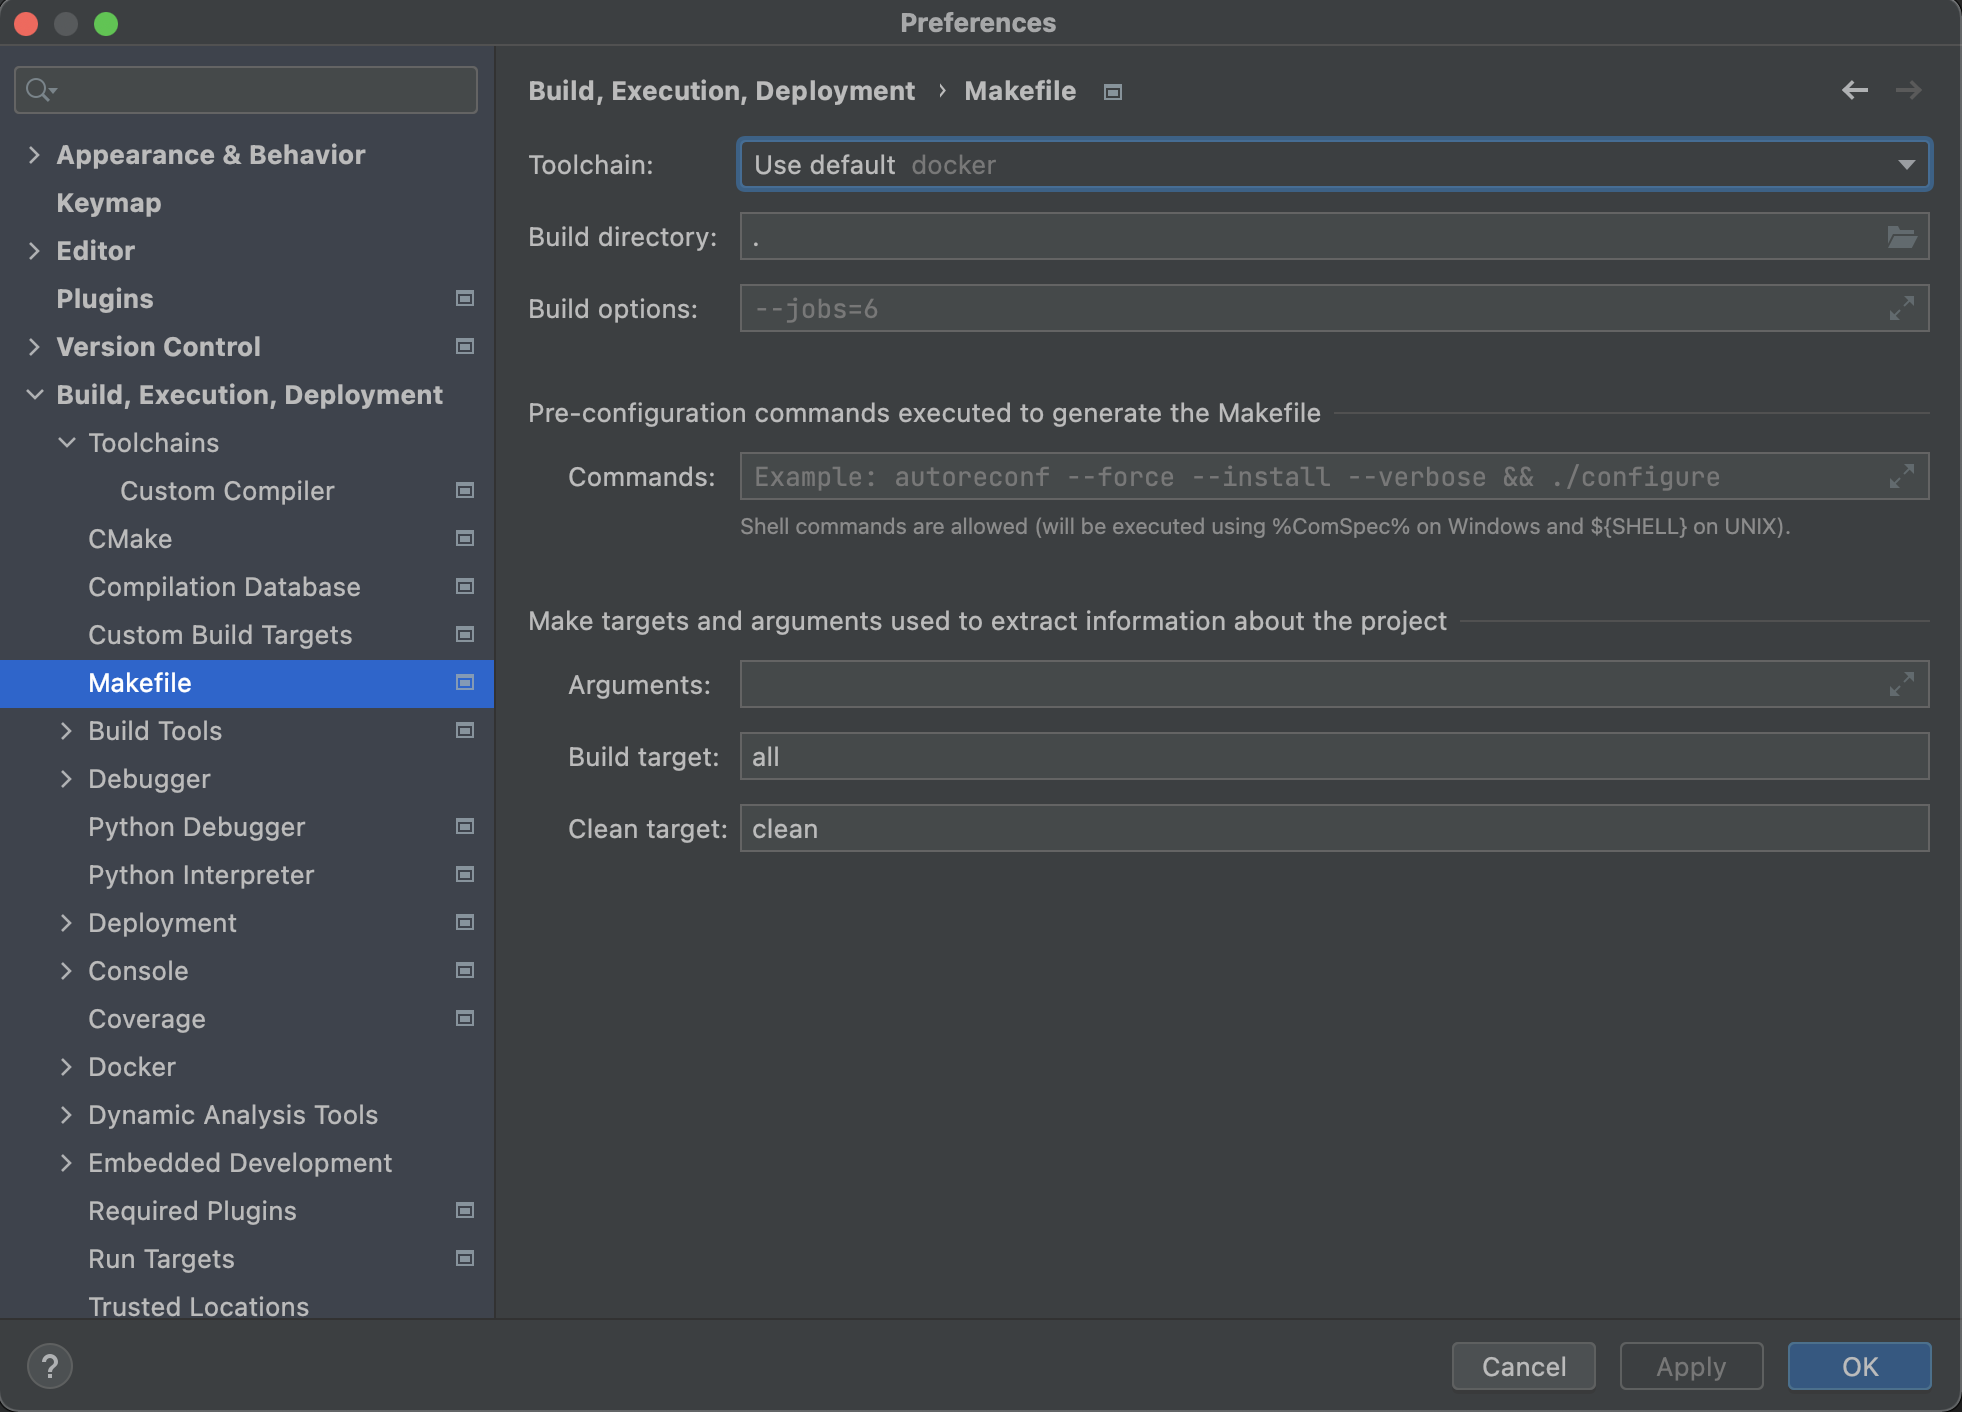 Preferences
Appearance & Behavior
Keymap
Editor
Plugins
Version Control
Build, Execution, Deployment
Toolchains
Custom Compiler
CMake
Compilation Database
Custom Build Targets
Makefile
Build Tools
Debugger
Python Debugger
Python Interpreter
Deployment
Console
Coverage
Docker
Dynamic Analysis Tools
Embedded Development
Required Plugins
Run Targets
Trusted Locations
Build, Execution, Deployment › Makefile
Toolchain: Use default docker
Build directory: .
Build options: --jobs=6
Pre-configuration commands executed to generate the Makefile
Commands: Example: autoreconf --force --install --verbose && ./configure
Shell commands are allowed (will be executed using %ComSpec% on Windows and ${SHELL} on UNIX).
Make targets and arguments used to extract information about the project
Arguments:
Build target: all
Clean target: clean
?
Cancel
Apply
OK